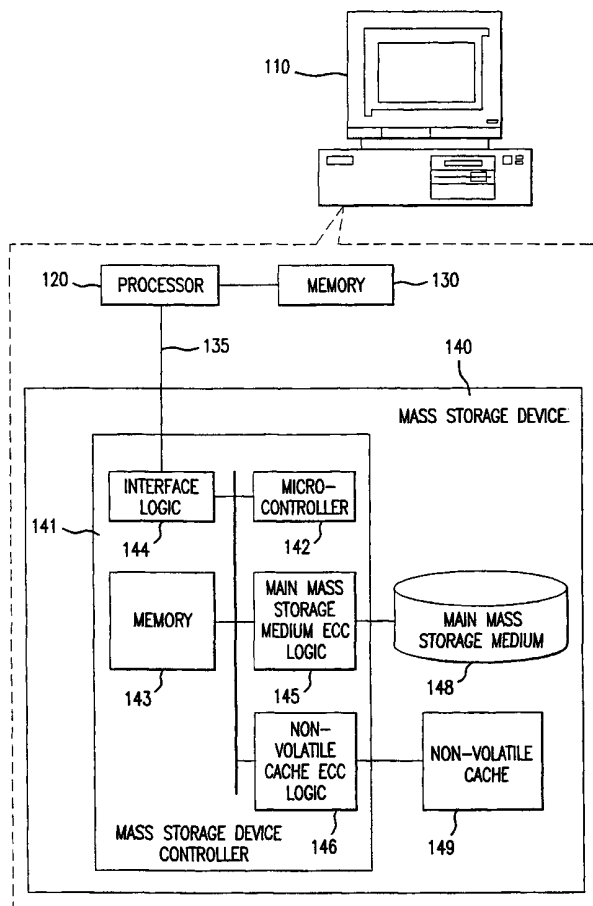 110
120
PROCESSOR
MEMORY
130
135
140
MASS STORAGE DEVICE
141
INTERFACE
LOGIC
144
MICRO-
CONTROLLER
142
MEMORY
143
MAIN MASS
STORAGE
MEDIUM ECC
LOGIC
145
MAIN MASS
STORAGE MEDIUM
148
NON-
VOLATILE
CACHE ECC
LOGIC
146
NON-VOLATILE
CACHE
149
MASS STORAGE DEVICE
CONTROLLER